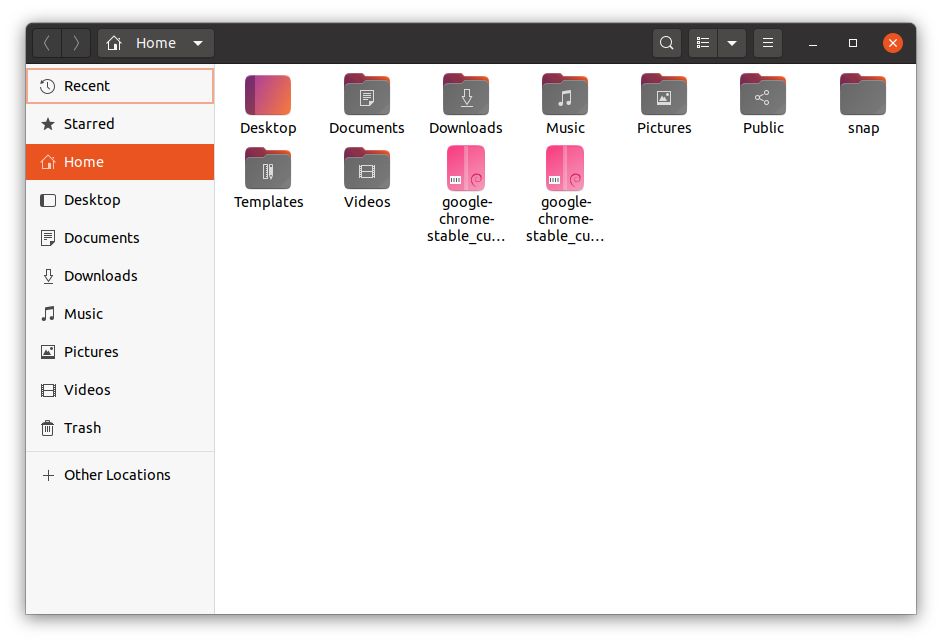 Home
Recent
Starred
Home
Desktop
Documents
Downloads
Music
Pictures
Videos
Trash
Other Locations
Desktop
Documents
Downloads
Music
Pictures
Public
snap
Templates
Videos
google-
chrome-
stable_cu…
google-
chrome-
stable_cu…